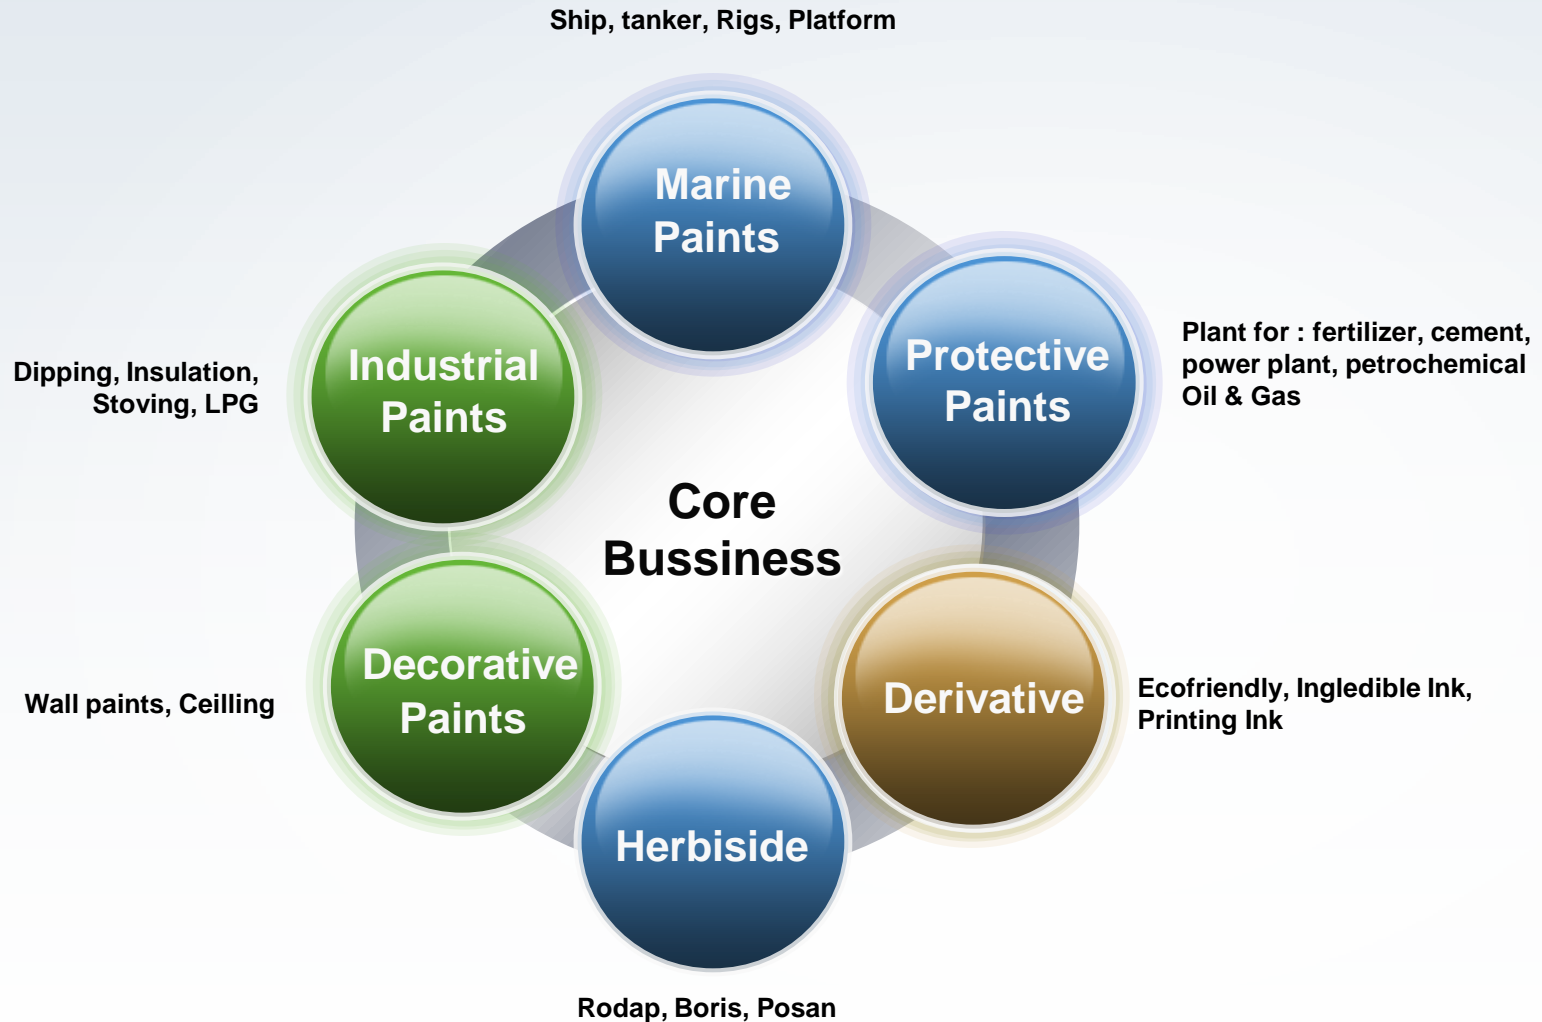 Ship, tanker, Rigs, Platform
Marine
Paints
Industrial
Paints
Protective
Paints
Plant for : fertilizer, cement,
power plant, petrochemical
Oil & Gas
Dipping, Insulation,
Stoving, LPG
Core
Bussiness
Decorative
Paints
Derivative
Wall paints, Ceilling
Ecofriendly, Ingledible Ink,
Printing Ink
Herbiside
Rodap, Boris, Posan